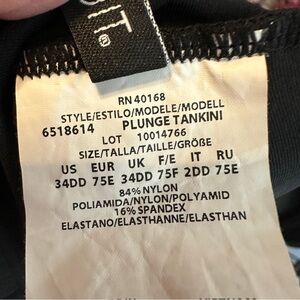 RN 40168
STYLE/ESTILO/MODELE/MODELL
6518614 PLUNGE TANKINI
LOT 10014766
SIZE/TALLA/TAILLE/GRÖßE
US EUR UK F/E IT RU
34DD 75E 34DD 75F 2DD 75E
84% NYLON
POLIAMIDA/NYLON/POLYAMID
16% SPANDEX
ELASTANO/ELASTHANNE/ELASTHAN